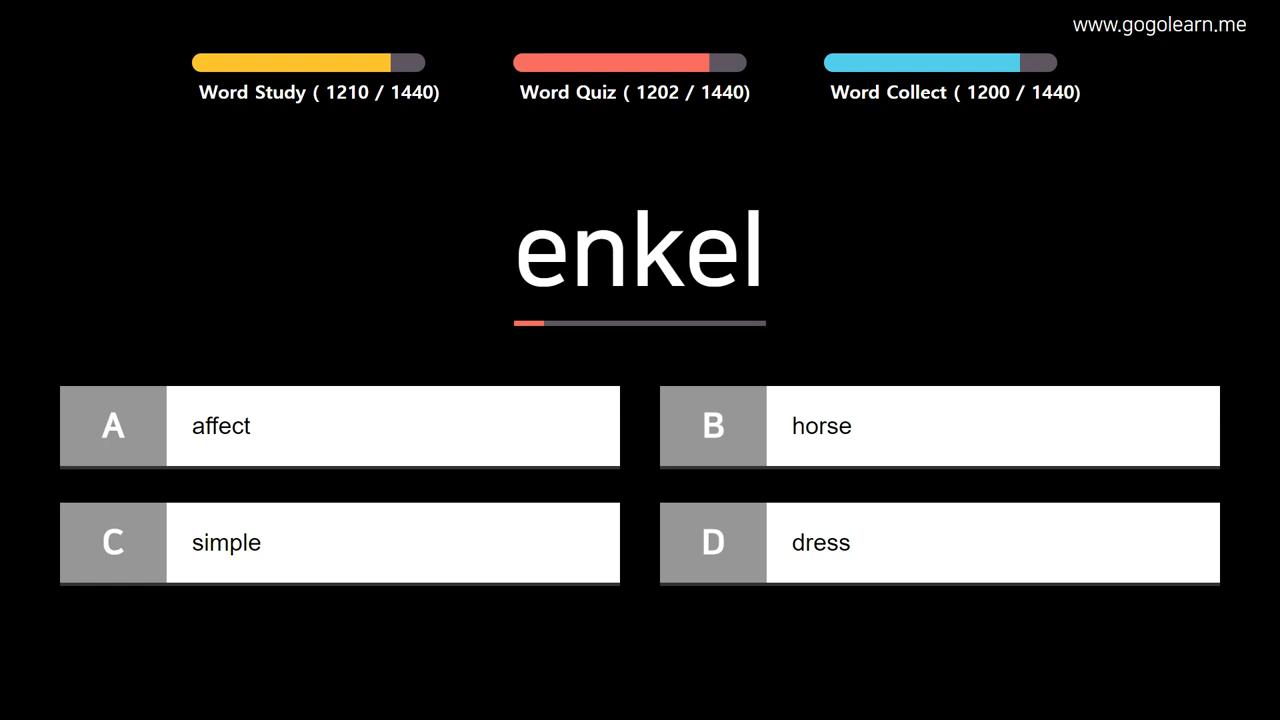 www.gogolearn.me
Word Study ( 1210 / 1440)
Word Quiz ( 1202 / 1440)
Word Collect ( 1200 / 1440)
enkel
A affect
B horse
C simple
D dress